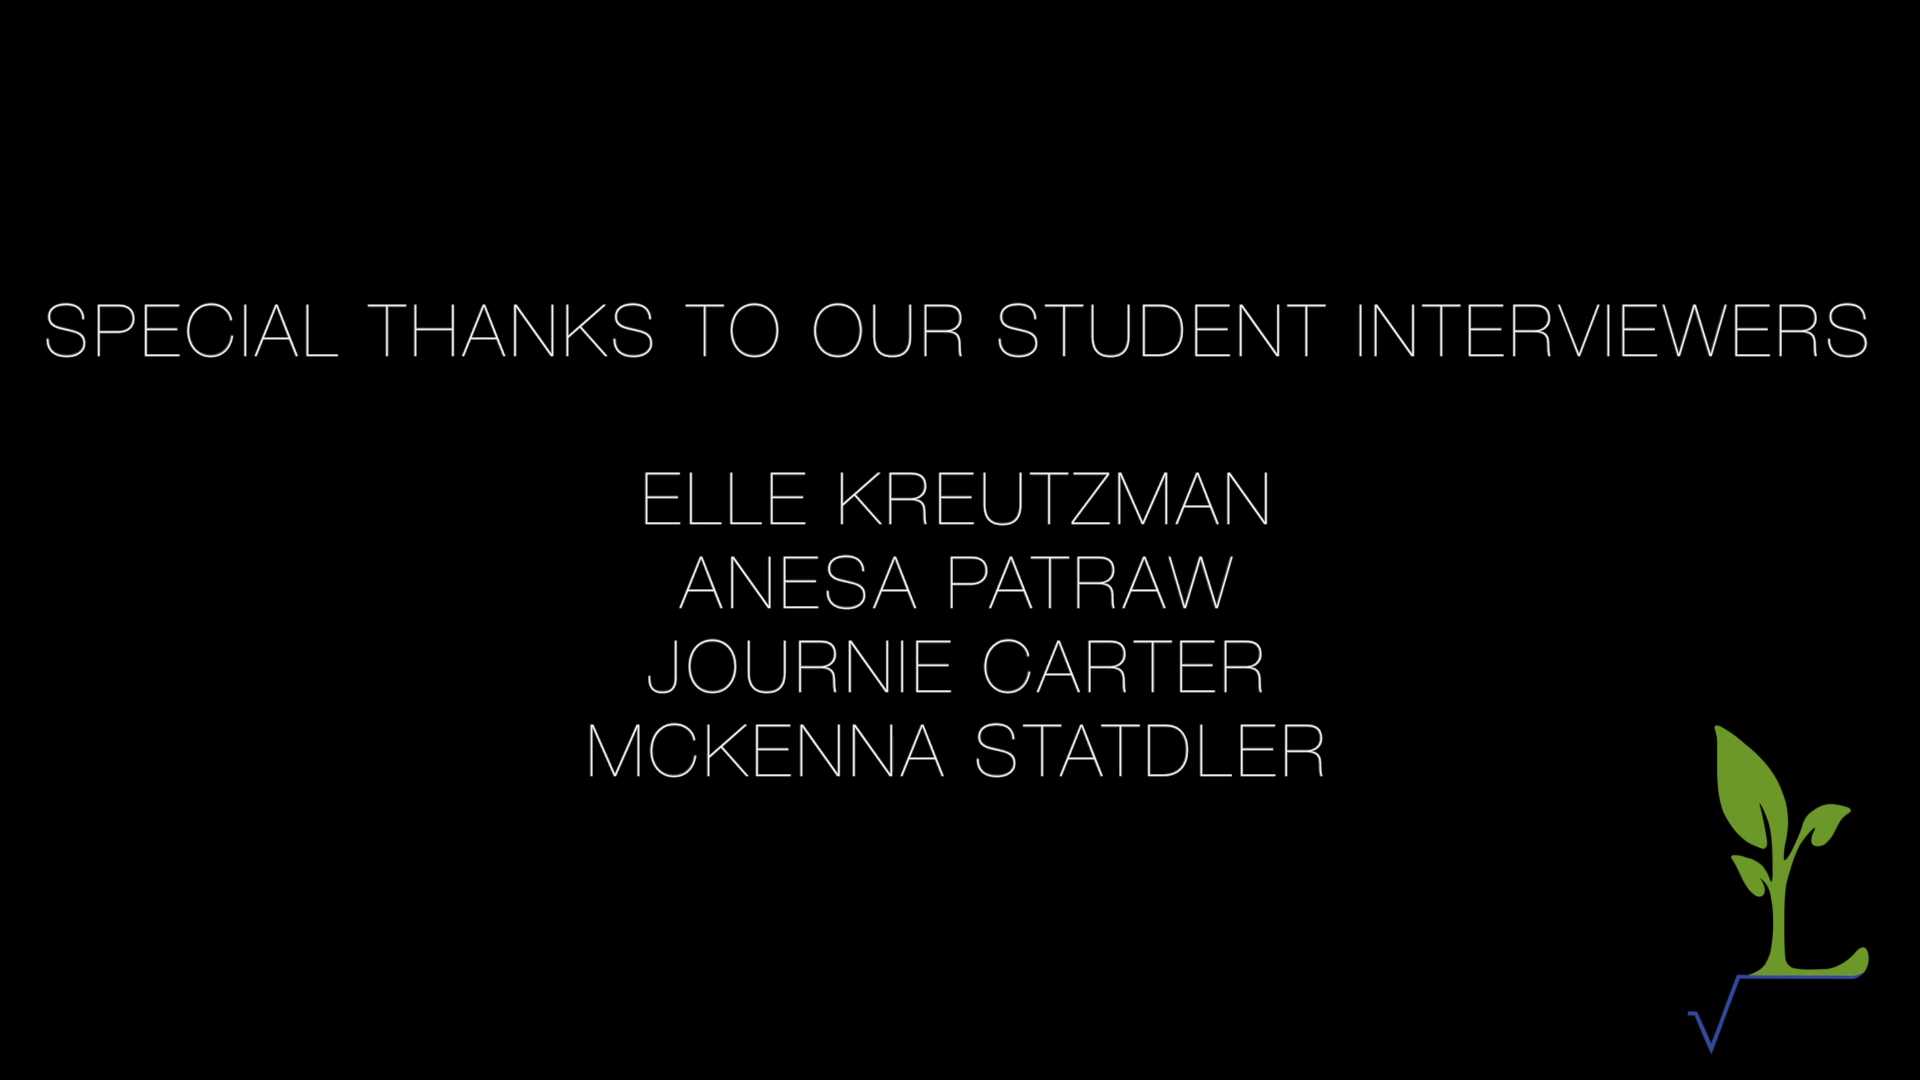 SPECIAL THANKS TO OUR STUDENT INTERVIEWERS
ELLE KREUTZMAN
ANESA PATRAW
JOURNIE CARTER
MCKENNA STATDLER